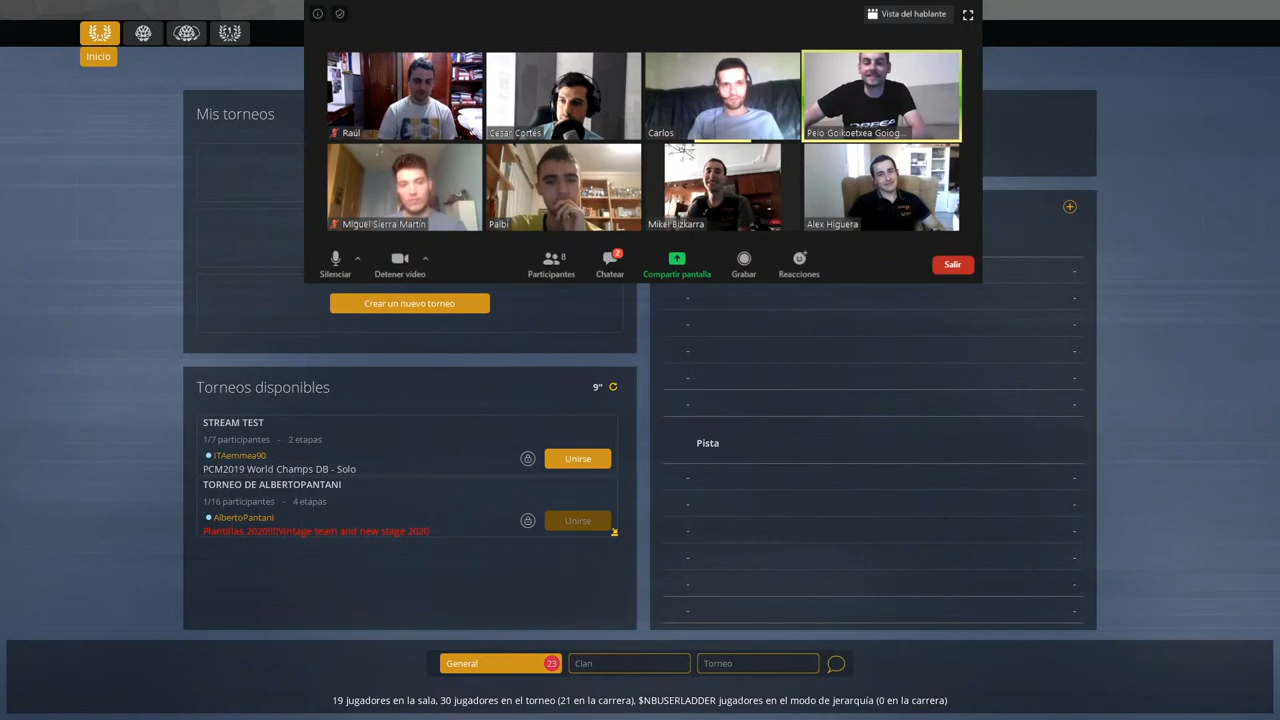 Vista del hablante
Inicio
Mis torneos
Raúl
César Cortés
Carlos
Peio Goikoetxea Goiog...
ORBEA
Miguel Sierra Martín
Palbi
Mikel Bizkarra
Alex Higuera
Silenciar
Detener video
Participantes 8
Chatear 2
Compartir pantalla
Grabar
Reacciones
Salir
Crear un nuevo torneo
Torneos disponibles
9"
STREAM TEST
1/7 participantes - 2 etapas
ITAemmea90
PCM2019 World Champs DB - Solo
Unirse
TORNEO DE ALBERTOPANTANI
1/16 participantes - 4 etapas
AlbertoPantani
Plantillas 2020!!!!Vintage team and new stage 2020
Unirse
- -
- -
- -
- -
- -
Pista
- -
- -
- -
- -
- -
- -
General 23
Clan
Torneo
19 jugadores en la sala, 30 jugadores en el torneo (21 en la carrera), $NBUSERLADDER jugadores en el modo de jerarquía (0 en la carrera)